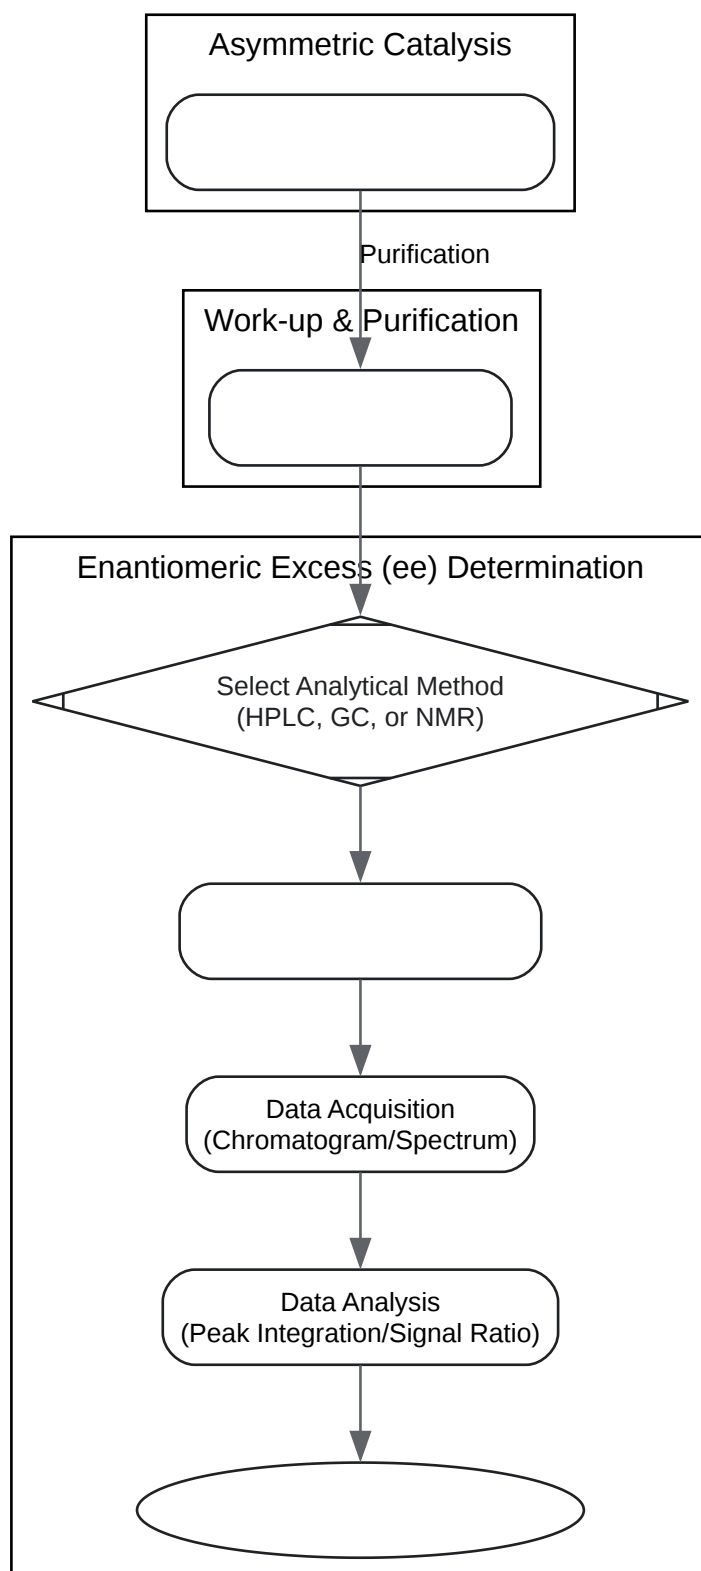 Asymmetric Catalysis
Purification
Work-up & Purification
Enantiomeric Excess (ee) Determination
Select Analytical Method
(HPLC, GC, or NMR)
Data Acquisition
(Chromatogram/Spectrum)
Data Analysis
(Peak Integration/Signal Ratio)